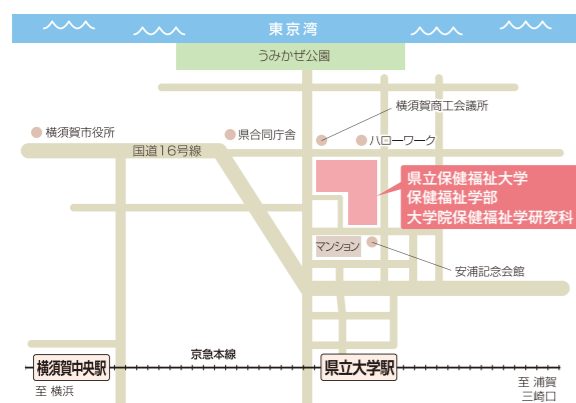 東京湾
うみかぜ公園
横須賀商工会議所
横須賀市役所
県合同庁舎
ハローワーク
国道16号線
県立保健福祉大学
保健福祉学部
大学院保健福祉学研究科
マンション
安浦記念会館
京急本線
横須賀中央駅
県立大学駅
至 横浜
至 浦賀
三崎口